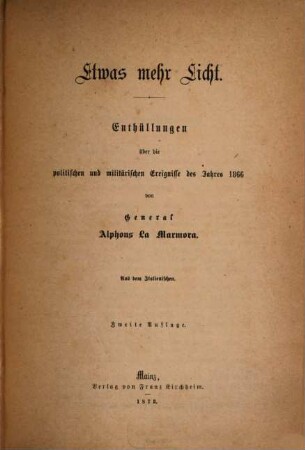 Etwas mehr Licht.
Enthüllungen
über die
politischen und militärischen Ereignisse des Jahres 1866
von
General
Alphons La Marmora.
Aus dem Italienischen.
Zweite Auflage.
Mainz,
Verlag von Franz Kirchheim.
1873.